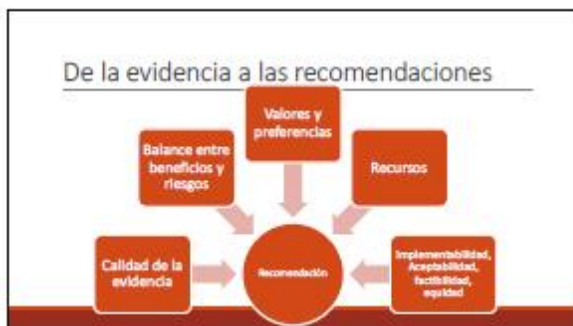 De la evidencia a las recomendaciones
Valores y
preferencias
Balance entre
beneficios y
riesgos
Recursos
Calidad de la
evidencia
Recomendación
Implementabilidad,
Aceptabilidad,
factibilidad,
equidad